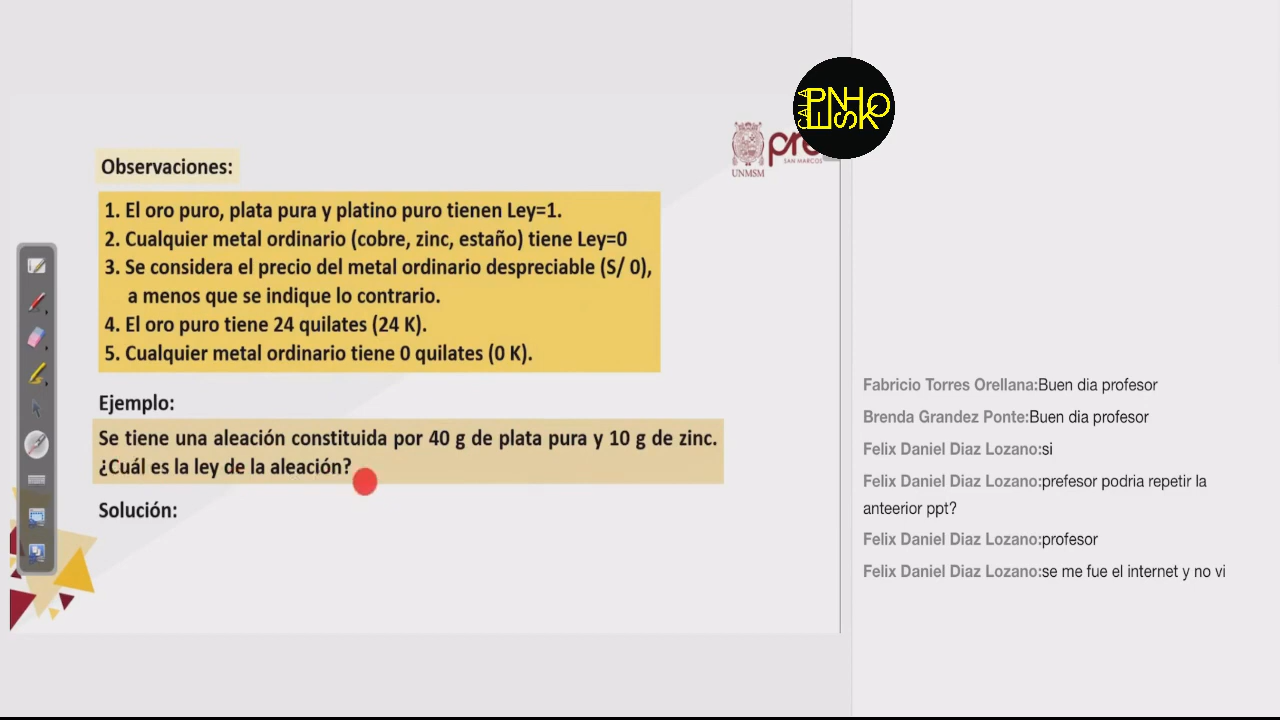 CALA
PNHO
ESK
pre
SAN MARCOS
UNMSM
Observaciones:
1. El oro puro, plata pura y platino puro tienen Ley=1.
2. Cualquier metal ordinario (cobre, zinc, estaño) tiene Ley=0
3. Se considera el precio del metal ordinario despreciable (S/ 0),
a menos que se indique lo contrario.
4. El oro puro tiene 24 quilates (24 K).
5. Cualquier metal ordinario tiene 0 quilates (0 K).
Ejemplo:
Se tiene una aleación constituida por 40 g de plata pura y 10 g de zinc.
¿Cuál es la ley de la aleación?
Solución:
Fabricio Torres Orellana:Buen dia profesor
Brenda Grandez Ponte:Buen dia profesor
Felix Daniel Diaz Lozano:si
Felix Daniel Diaz Lozano:prefesor podria repetir la
anteerior ppt?
Felix Daniel Diaz Lozano:profesor
Felix Daniel Diaz Lozano:se me fue el internet y no vi